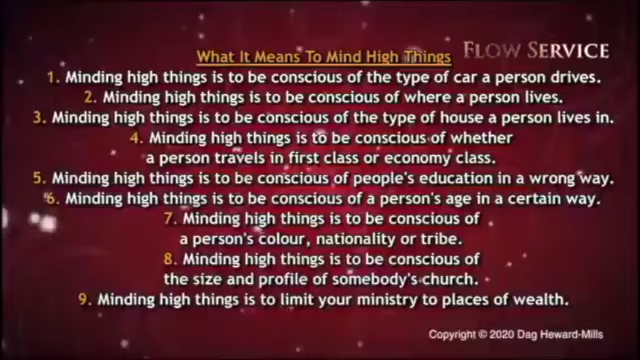 What It Means To Mind High Things
FLOW SERVICE
1. Minding high things is to be conscious of the type of car a person drives.
2. Minding high things is to be conscious of where a person lives.
3. Minding high things is to be conscious of the type of house a person lives in.
4. Minding high things is to be conscious of whether
a person travels in first class or economy class.
5. Minding high things is to be conscious of people's education in a wrong way.
6. Minding high things is to be conscious of a person's age in a certain way.
7. Minding high things is to be conscious of
a person's colour, nationality or tribe.
8. Minding high things is to be conscious of
the size and profile of somebody's church.
9. Minding high things is to limit your ministry to places of wealth.
Copyright © 2020 Dag Heward-Mills